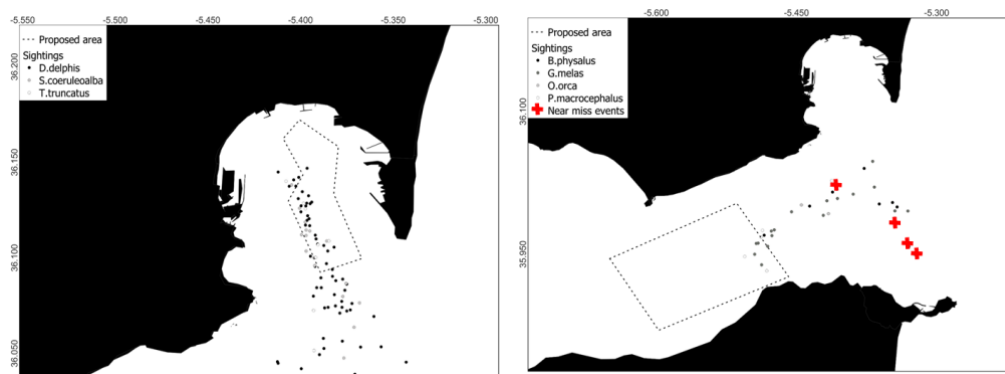 -5.550 -5.500 -5.450 -5.400 -5.350 -5.300
36.200
36.150
36.100
36.050
Proposed area
Sightings
D.delphis
S.coeruleoalba
T.truncatus
-5.600 -5.450 -5.300
36.100
35.950
Proposed area
Sightings
B.physalus
G.melas
O.orca
P.macrocephalus
Near miss events